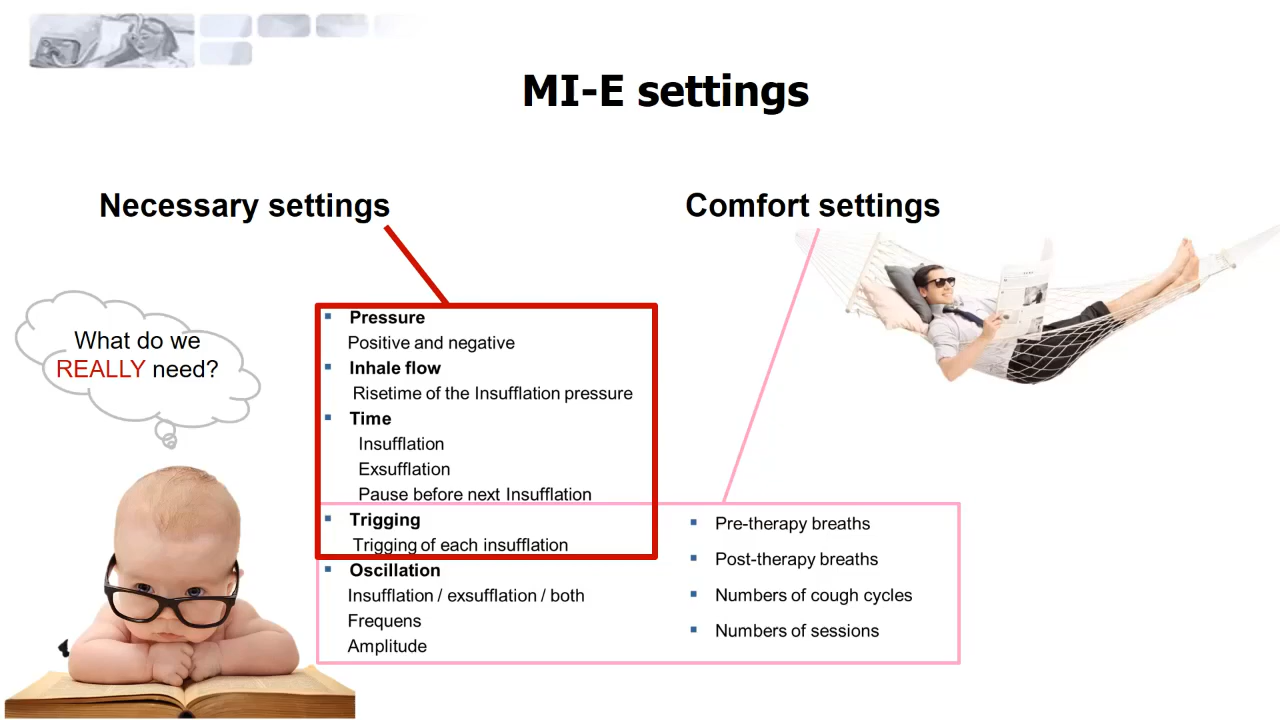 MI-E settings
Necessary settings
Comfort settings
What do we
REALLY need?
Pressure
Positive and negative
Inhale flow
Risetime of the Insufflation pressure
Time
Insufflation
Exsufflation
Pause before next Insufflation
Trigging
Trigging of each insufflation
Oscillation
Insufflation / exsufflation / both
Frequens
Amplitude
Pre-therapy breaths
Post-therapy breaths
Numbers of cough cycles
Numbers of sessions